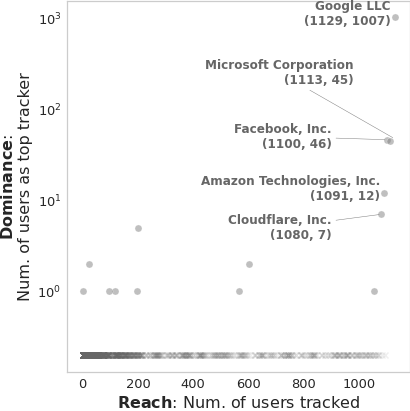 Google LLC
(1129, 1007)
Microsoft Corporation
(1113, 45)
Facebook, Inc.
(1100, 46)
Amazon Technologies, Inc.
(1091, 12)
Cloudflare, Inc.
(1080, 7)
10³
10²
10¹
10⁰
Dominance:
Num. of users as top tracker
0 200 400 600 800 1000
Reach: Num. of users tracked